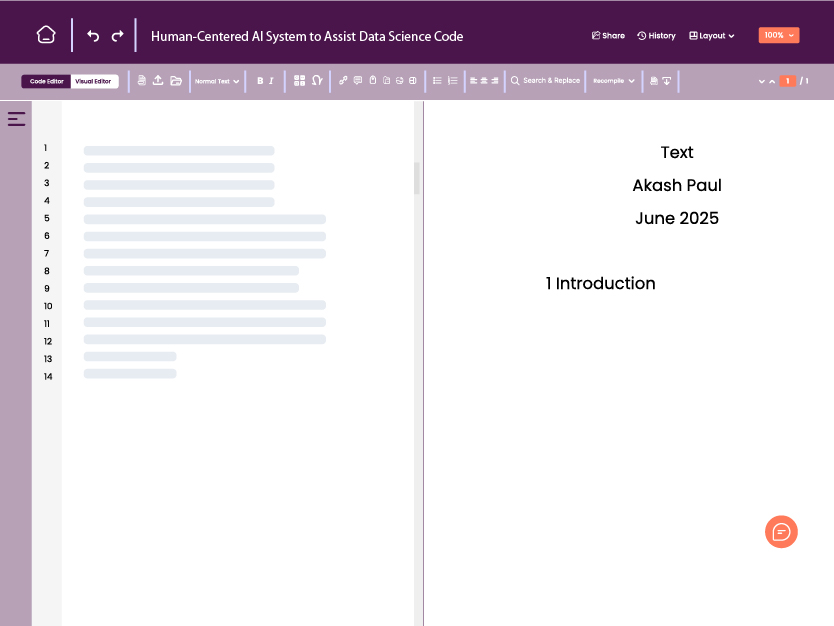 Human-Centered AI System to Assist Data Science Code
Share
History
Layout
100%
Code Editor
Visual Editor
Normal Text
B I
Search & Replace
Recompile
1 / 1
1
2
3
4
5
6
7
8
9
10
11
12
13
14
Text
Akash Paul
June 2025
1 Introduction